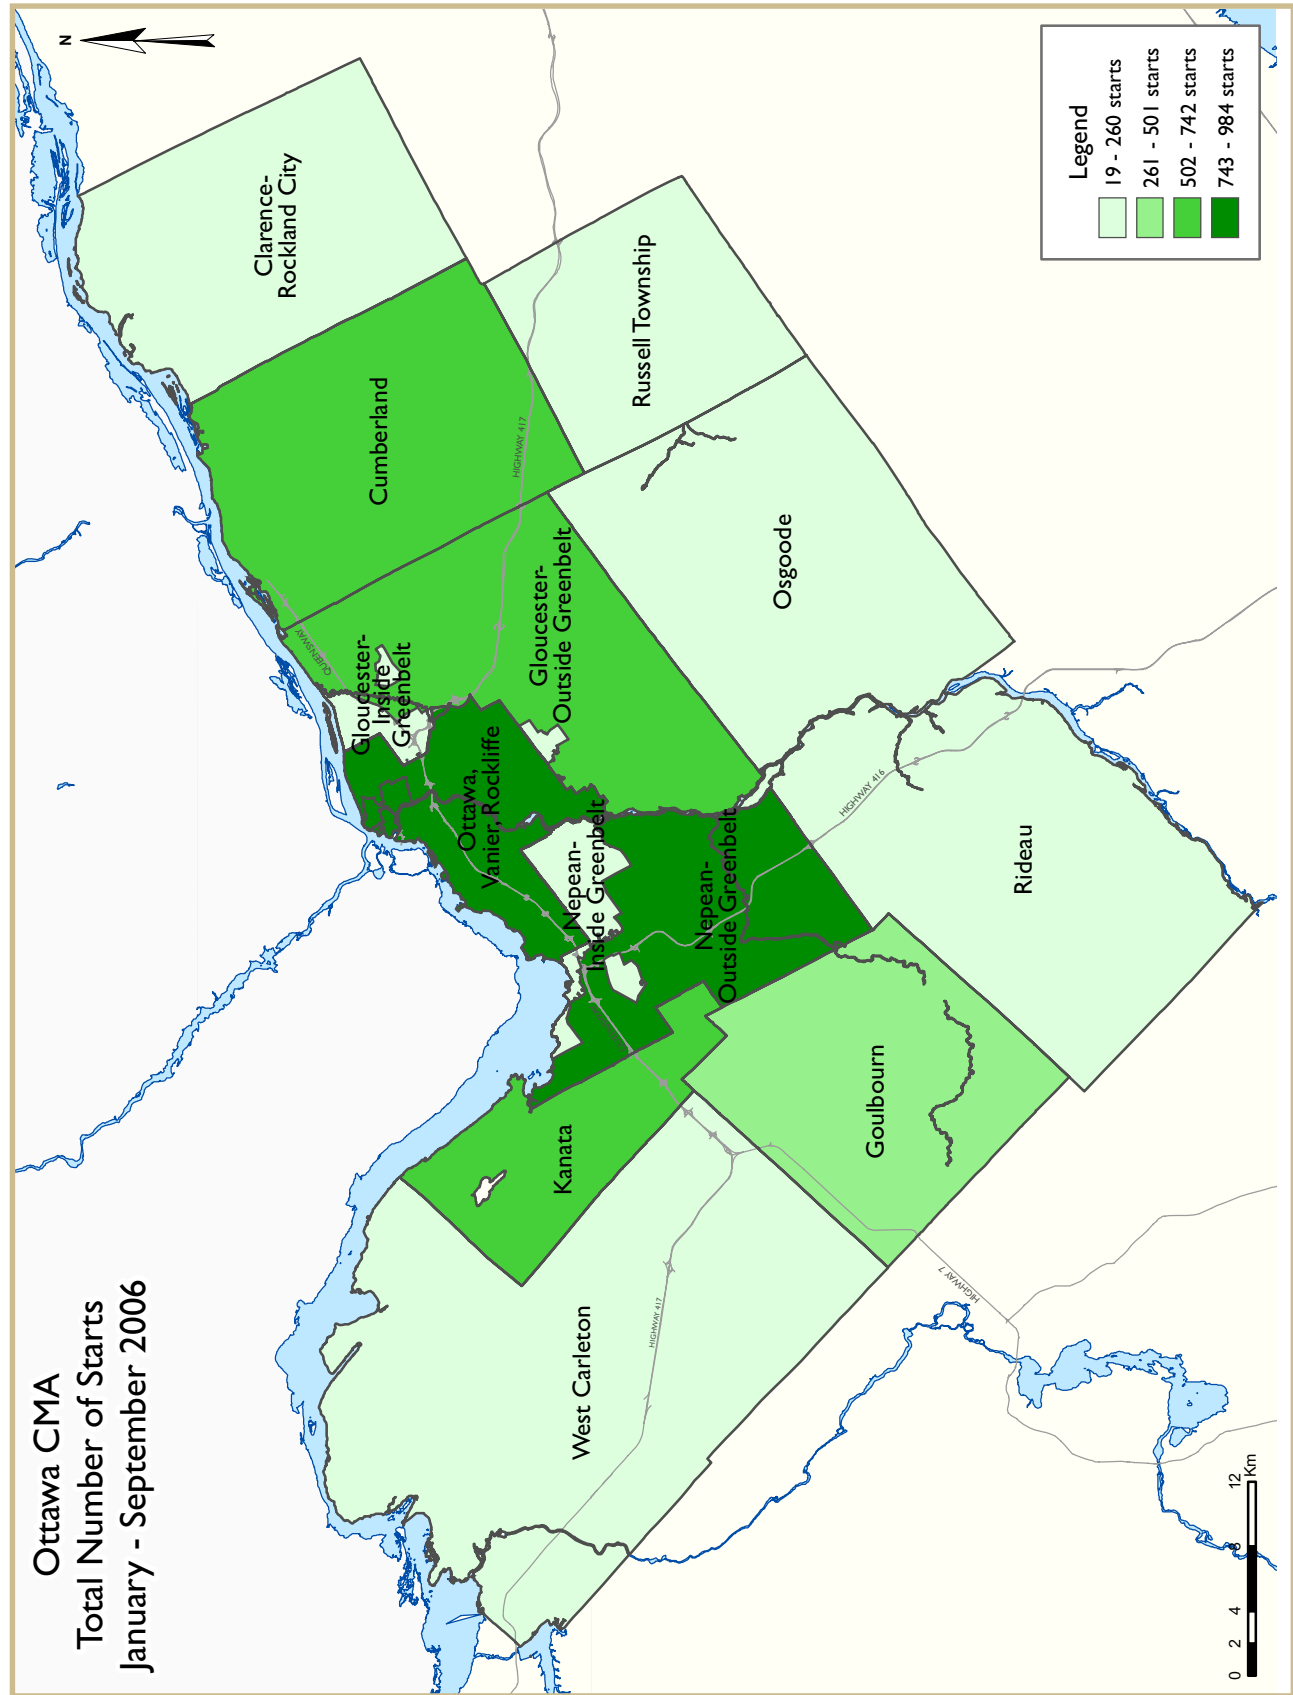 Ottawa CMA
Total Number of Starts
January - September 2006
N
Clarence-
Rockland City
Cumberland
Russell Township
HIGHWAY 417
QUEENSWAY
Gloucester-
Inside
Greenbelt
Gloucester-
Outside Greenbelt
Osgoode
Ottawa,
Vanier, Rockliffe
Nepean-
Inside Greenbelt
Nepean-
Outside Greenbelt
HIGHWAY 416
Rideau
Kanata
Goulbourn
West Carleton
HIGHWAY 417
HIGHWAY 7
Legend
19 - 260 starts
261 - 501 starts
502 - 742 starts
743 - 984 starts
0 2 4 8 12
Km